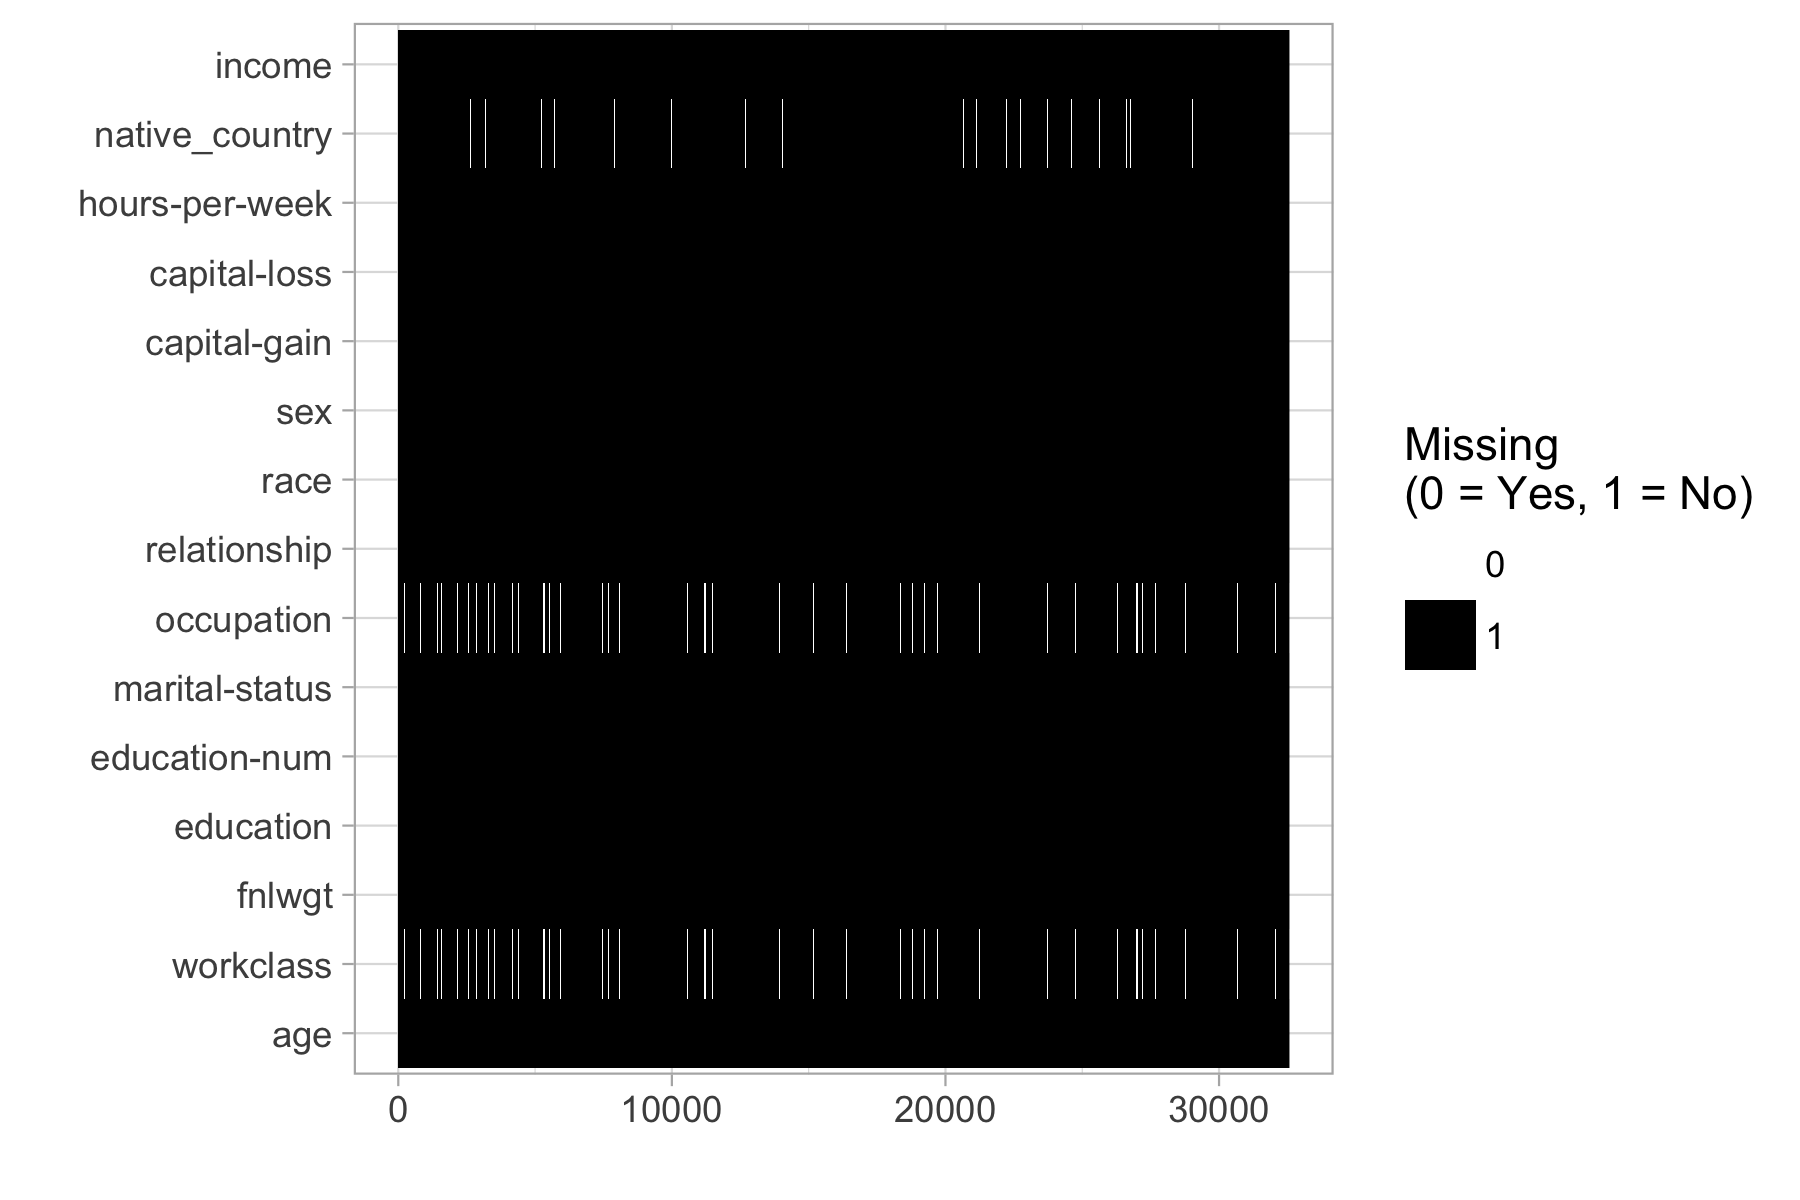 income
native_country
hours-per-week
capital-loss
capital-gain
sex
race
relationship
occupation
marital-status
education-num
education
fnlwgt
workclass
age
0 10000 20000 30000
Missing
(0 = Yes, 1 = No)
0
1